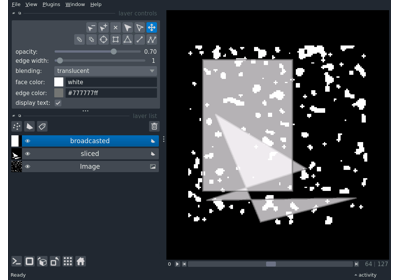 File View Plugins Window Help
layer controls
opacity: 0.70
edge width: 1
blending: translucent
face color: white
edge color: #777777ff
display text:
layer list
broadcasted
sliced
Image
64 127
Ready
activity